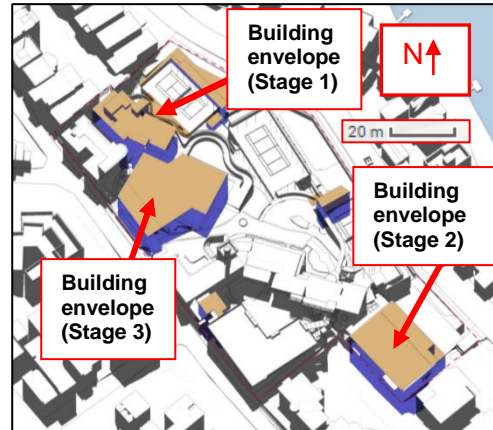 Building
envelope
(Stage 1)
N
20 m
Building
envelope
(Stage 2)
Building
envelope
(Stage 3)